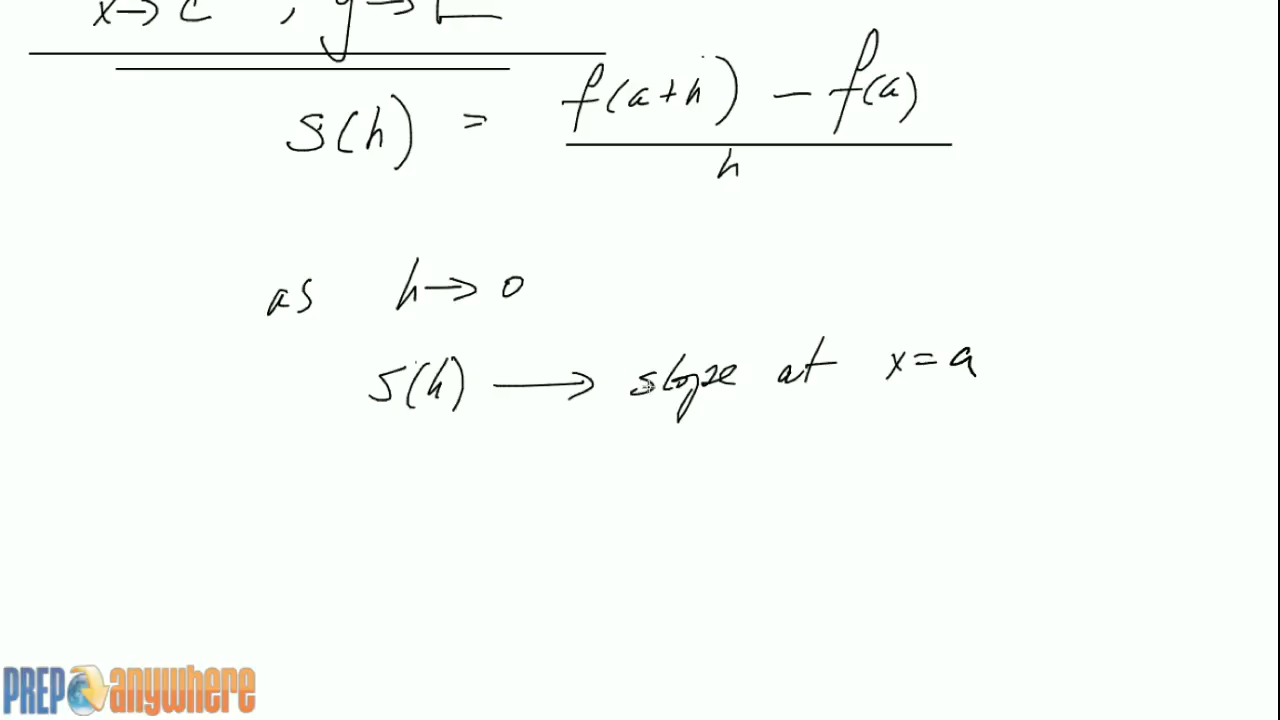 x → c , y → L
S(h) = f(a+h) − f(a) / h
as h → 0
S(h) → slope at x = a
PREP anywhere